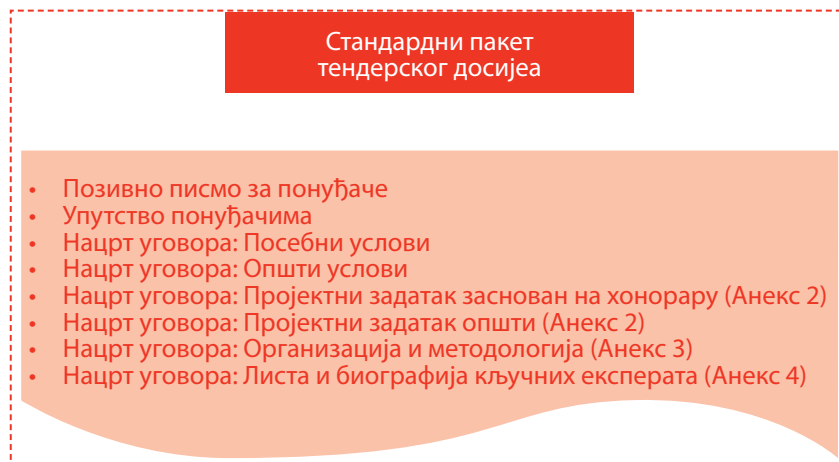 Стандардни пакет
тендерског досијеа
• Позивно писмо за понуђаче
• Упутство понуђачима
• Нацрт уговора: Посебни услови
• Нацрт уговора: Општи услови
• Нацрт уговора: Пројектни задатак заснован на хонорару (Анекс 2)
• Нацрт уговора: Пројектни задатак општи (Анекс 2)
• Нацрт уговора: Организација и методологија (Анекс 3)
• Нацрт уговора: Листа и биографија кључних експерата (Анекс 4)